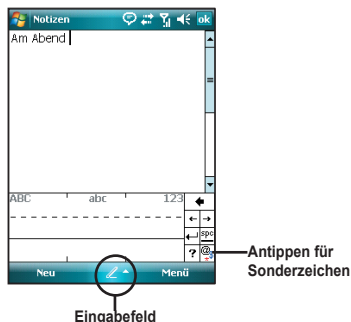 Notizen ok
Am Abend
ABC abc 123
spc
? @
Neu Menü
Antippen für
Sonderzeichen
Eingabefeld